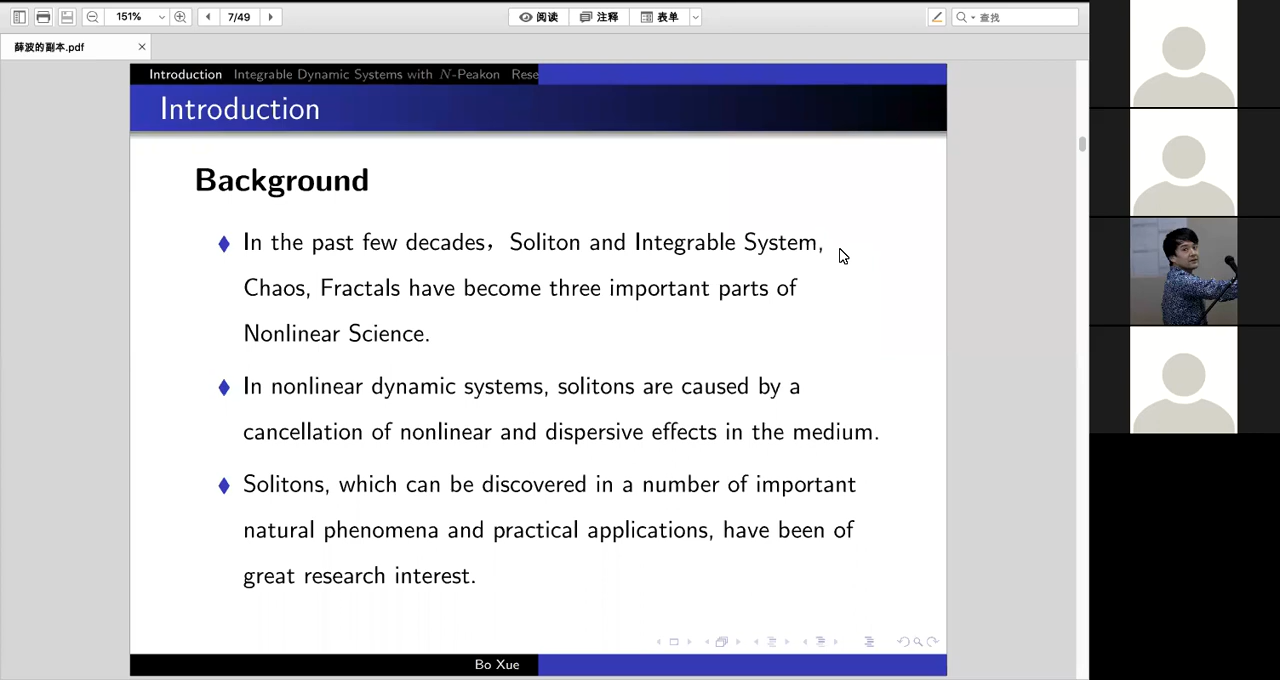 151%
7/49
阅读
注释
表单
查找
薛波的副本.pdf
Introduction Integrable Dynamic Systems with N-Peakon Rese
Introduction
Background
In the past few decades，Soliton and Integrable System,
Chaos, Fractals have become three important parts of
Nonlinear Science.
In nonlinear dynamic systems, solitons are caused by a
cancellation of nonlinear and dispersive effects in the medium.
Solitons, which can be discovered in a number of important
natural phenomena and practical applications, have been of
great research interest.
Bo Xue